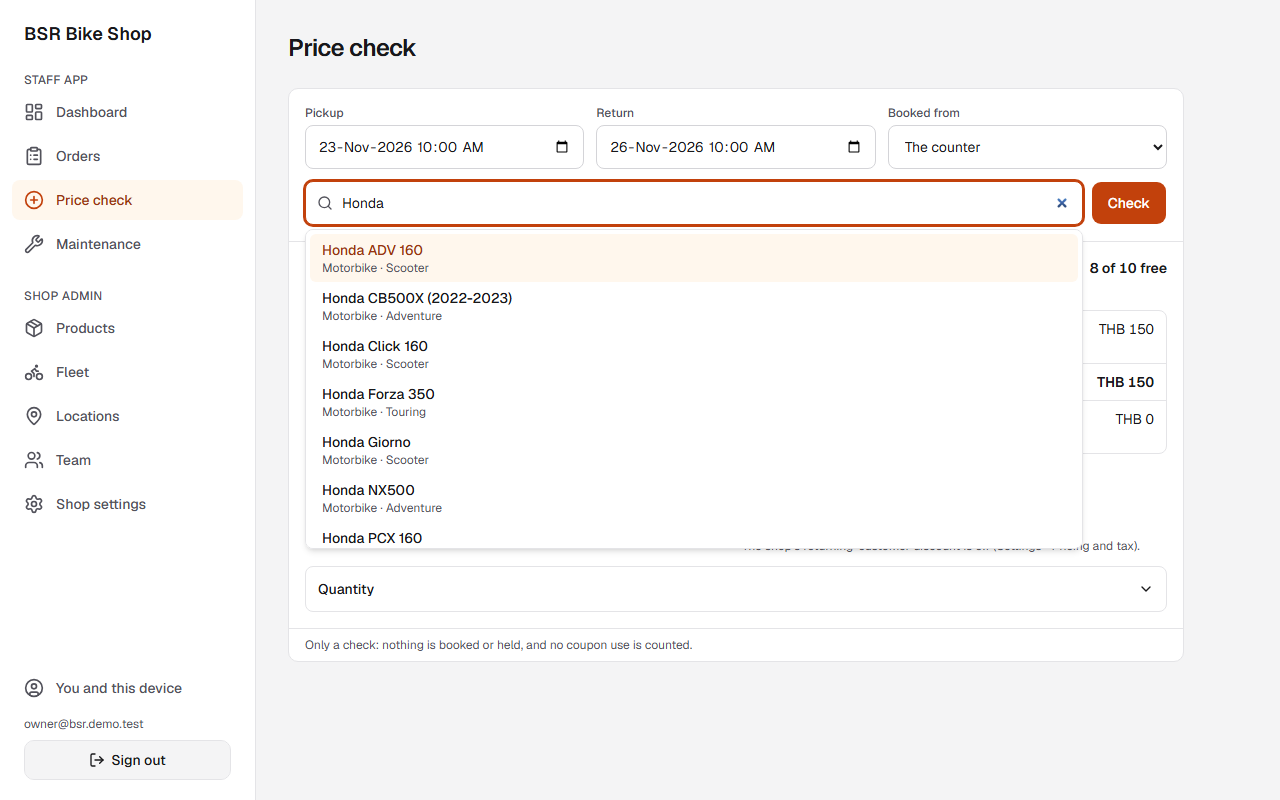 BSR Bike Shop
STAFF APP
Dashboard
Orders
Price check
Maintenance
SHOP ADMIN
Products
Fleet
Locations
Team
Shop settings
You and this device
owner@bsr.demo.test
Sign out
Price check
Pickup
Return
Booked from
23-Nov-2026 10:00 AM
26-Nov-2026 10:00 AM
The counter
Honda
Check
Honda ADV 160
Motorbike · Scooter
Honda CB500X (2022-2023)
Motorbike · Adventure
Honda Click 160
Motorbike · Scooter
Honda Forza 350
Motorbike · Touring
Honda Giorno
Motorbike · Scooter
Honda NX500
Motorbike · Adventure
Honda PCX 160
8 of 10 free
THB 150
THB 150
THB 0
and tax).
Quantity
Only a check: nothing is booked or held, and no coupon use is counted.